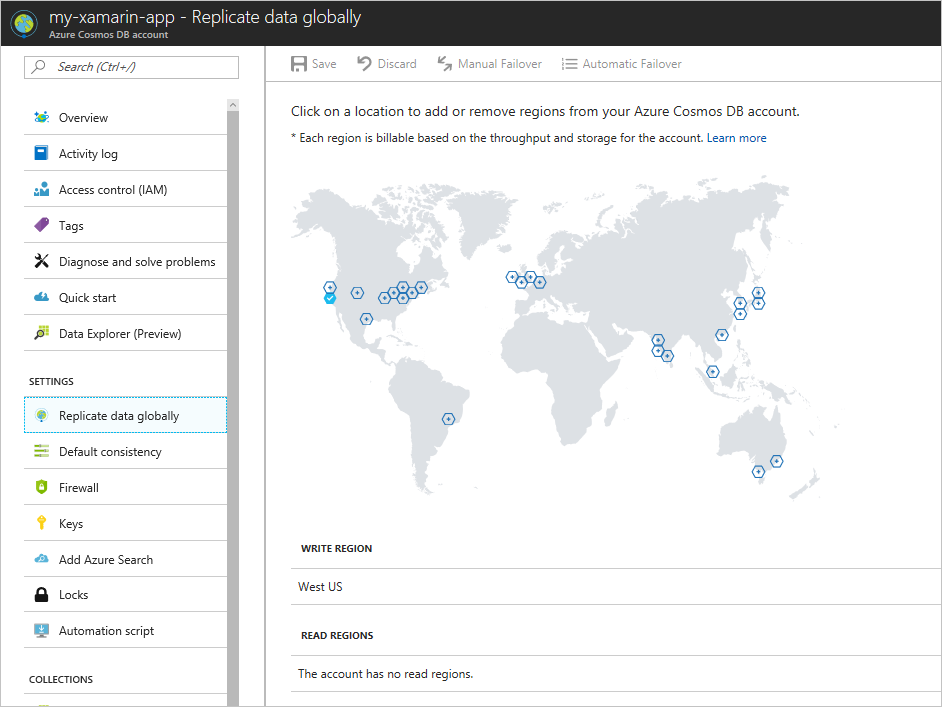 my-xamarin-app - Replicate data globally
Azure Cosmos DB account
Search (Ctrl+/)
Overview
Activity log
Access control (IAM)
Tags
Diagnose and solve problems
Quick start
Data Explorer (Preview)
SETTINGS
Replicate data globally
Default consistency
Firewall
Keys
Add Azure Search
Locks
Automation script
COLLECTIONS
Save Discard Manual Failover Automatic Failover
Click on a location to add or remove regions from your Azure Cosmos DB account.
* Each region is billable based on the throughput and storage for the account. Learn more
WRITE REGION
West US
READ REGIONS
The account has no read regions.